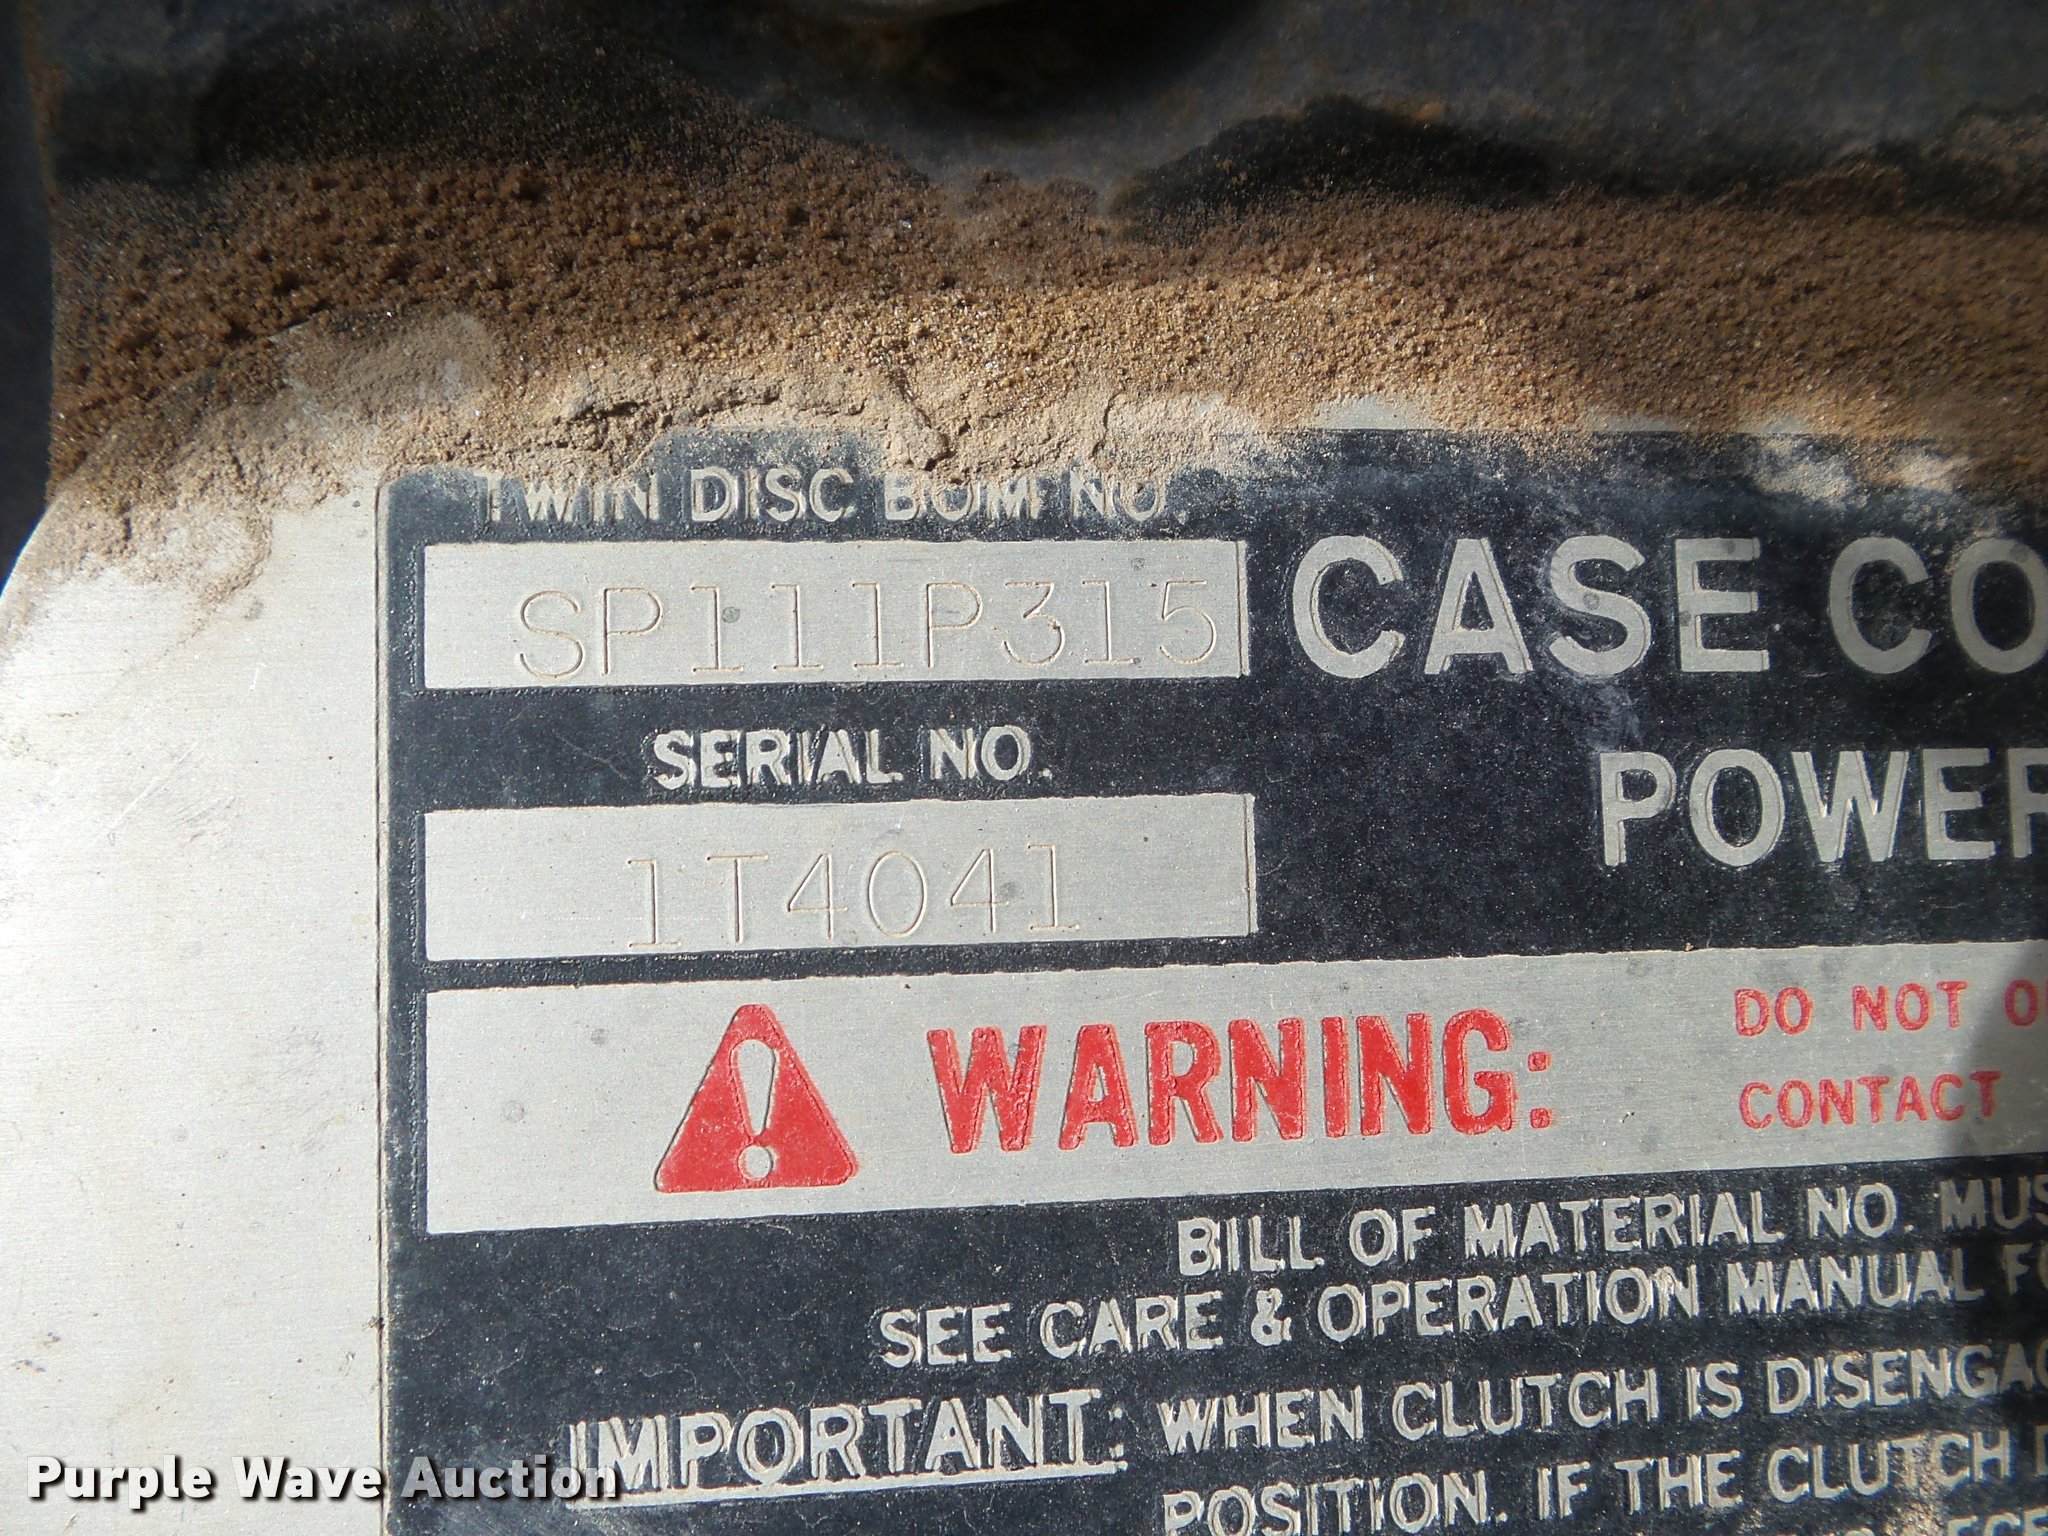 TWIN DISC BOM NO.
SP111P315
CASE CO
SERIAL NO.
POWER
1T4041
WARNING:
DO NOT
CONTACT
BILL OF MATERIAL NO.
SEE CARE & OPERATION MANUAL
IMPORTANT: WHEN CLUTCH IS
POSITION. IF THE CLUTCH
Purple Wave Auction